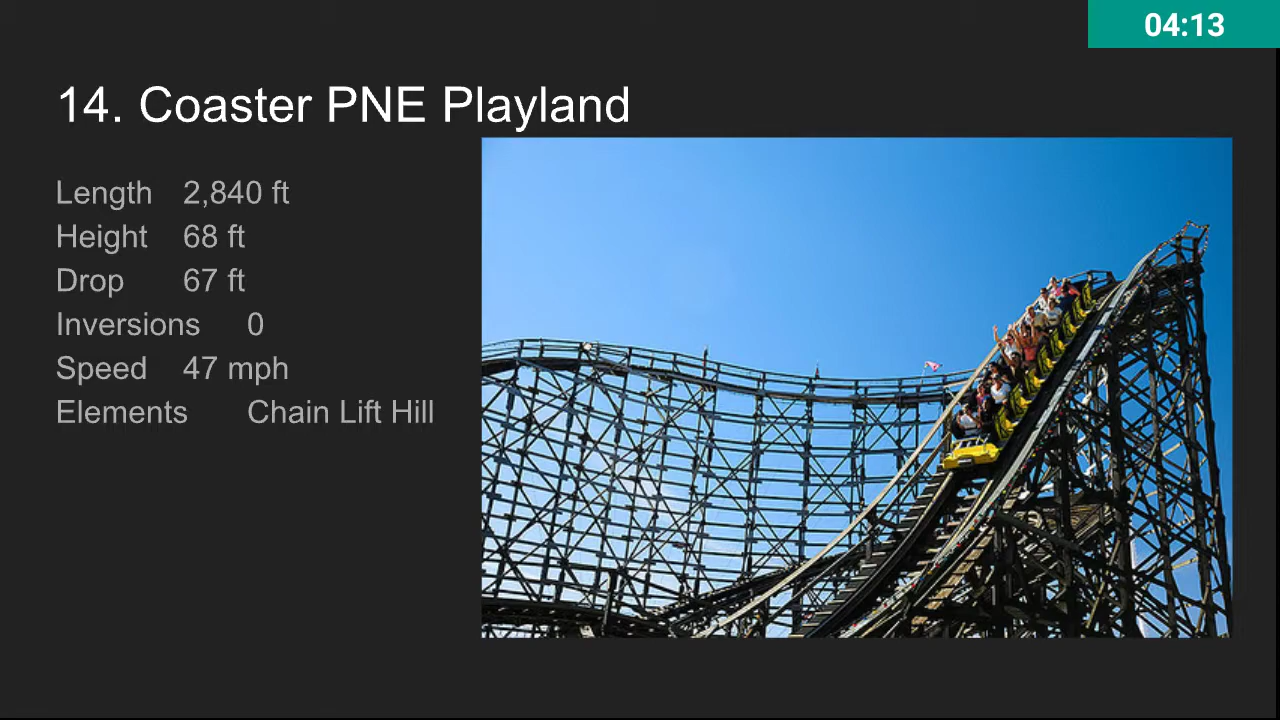 04:13
14. Coaster PNE Playland
Length 2,840 ft
Height 68 ft
Drop 67 ft
Inversions 0
Speed 47 mph
Elements Chain Lift Hill